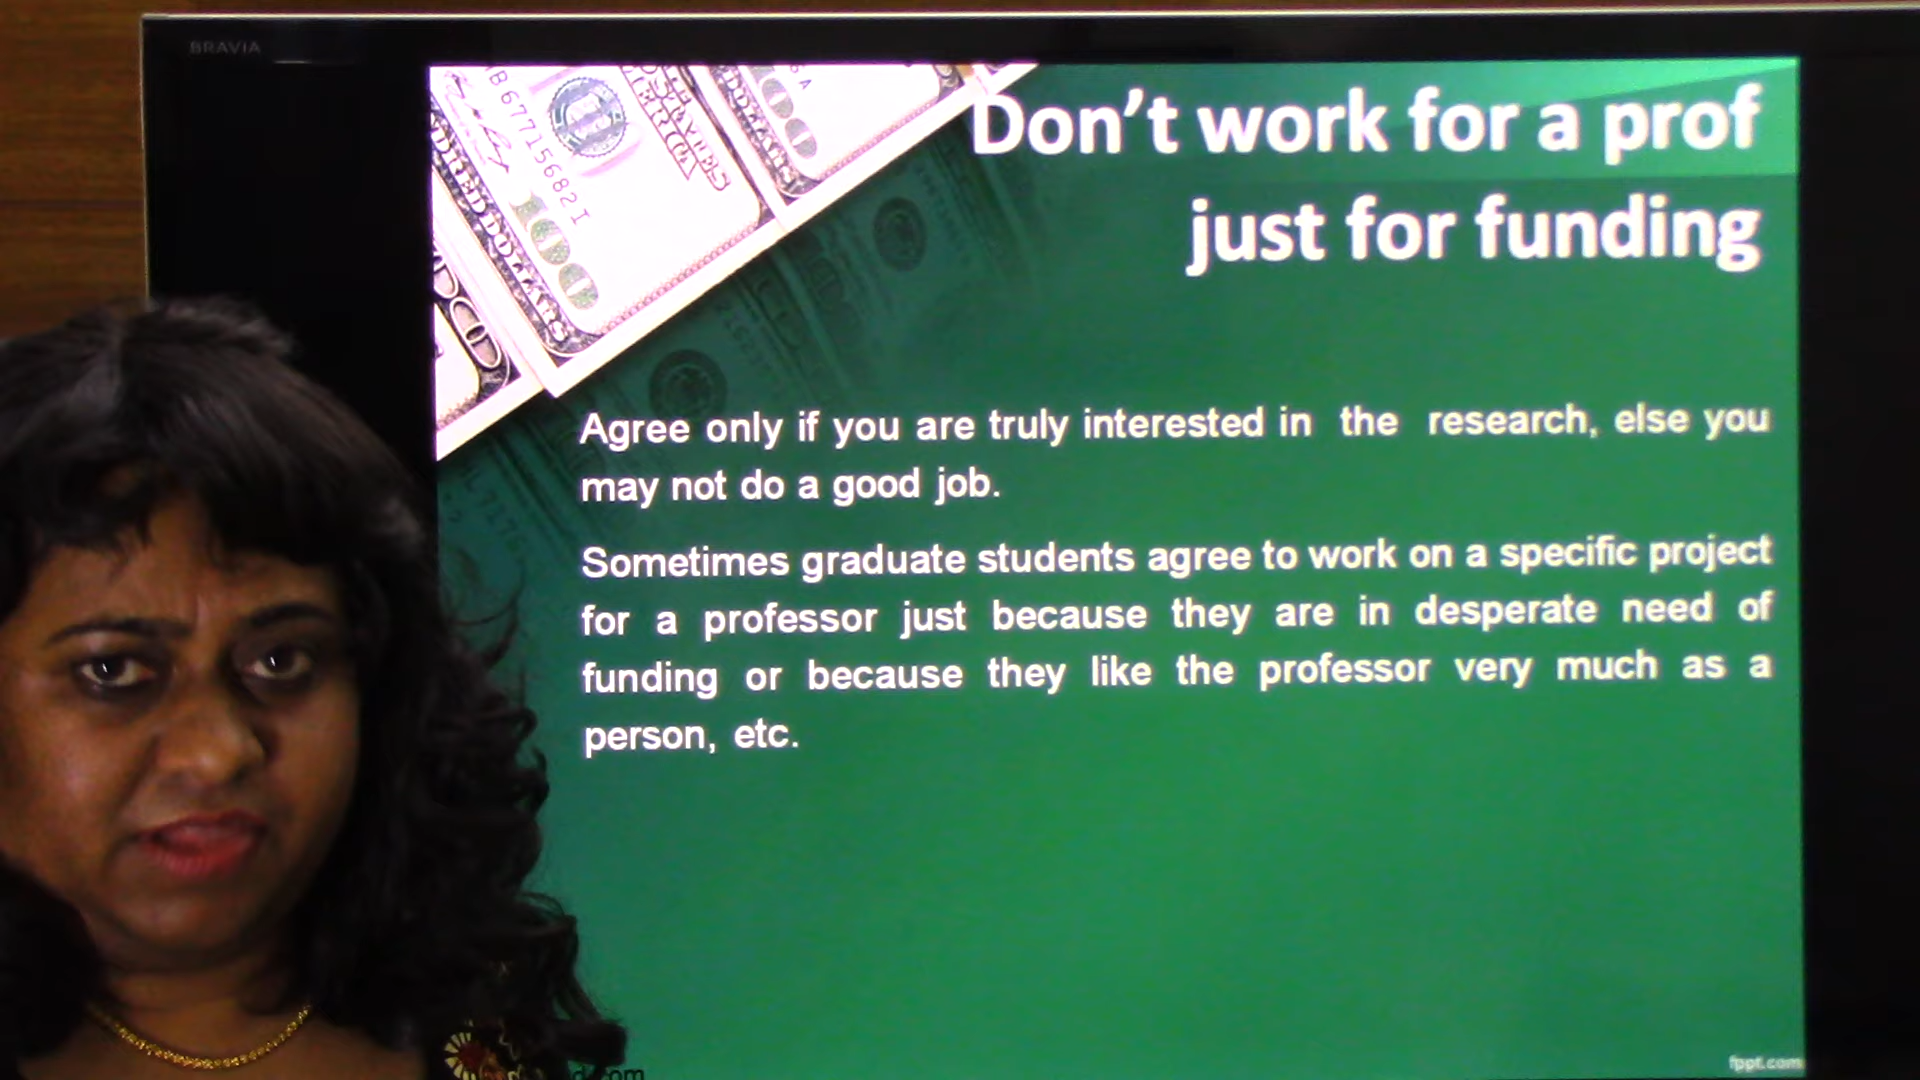 BRAVIA
Don't work for a prof
just for funding
HB67715682I
100
100
Agree only if you are truly interested in the research, else you
may not do a good job.
Sometimes graduate students agree to work on a specific project
for a professor just because they are in desperate need of
funding or because they like the professor very much as a
person, etc.
fppt.com